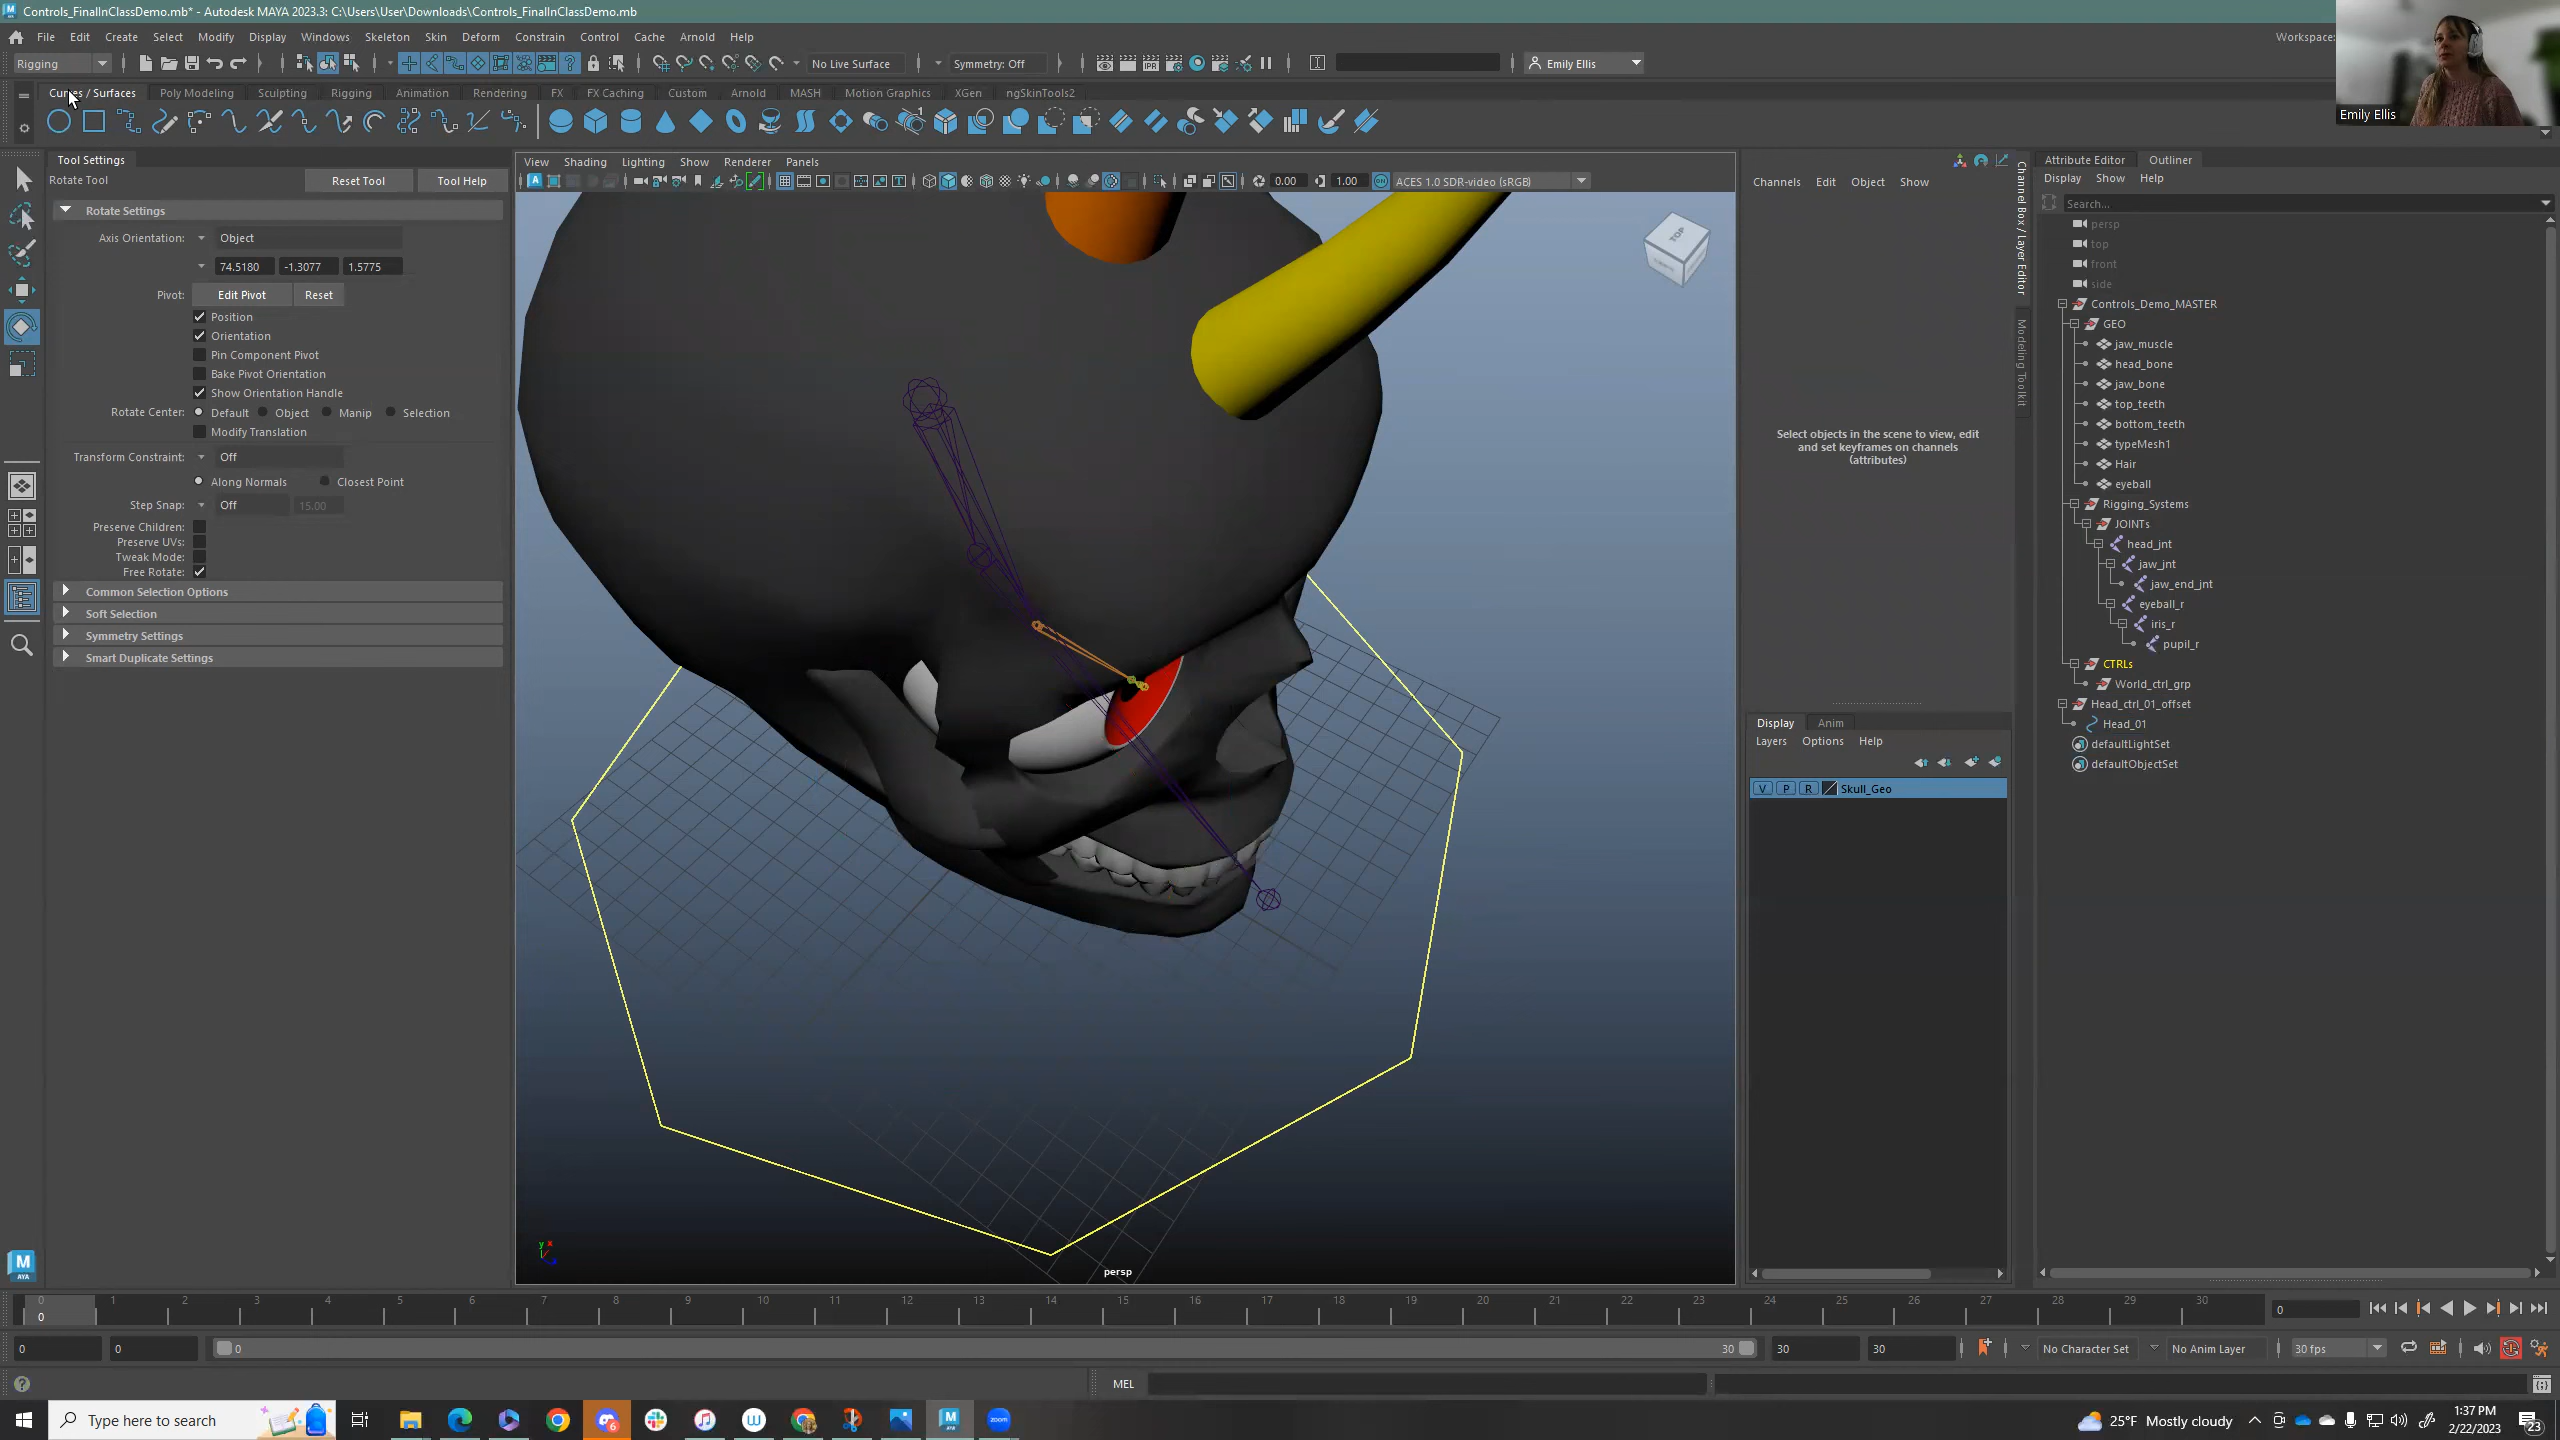 Controls_FinalInClassDemo.mb* - Autodesk MAYA 2023.3: C:\Users\User\Downloads\Controls_FinalInClassDemo.mb
File Edit Create Select Modify Display Windows Skeleton Skin Deform Constrain Control Cache Arnold Help
Workspace:
Rigging
No Live Surface
Symmetry: Off
Emily Ellis
Curves / Surfaces Poly Modeling Sculpting Rigging Animation Rendering FX FX Caching Custom Arnold MASH Motion Graphics XGen ngSkinTools2
Emily Ellis
Tool Settings
Rotate Tool
Reset Tool
Tool Help
Rotate Settings
Axis Orientation: Object
74.5180 -1.3077 1.5775
Pivot: Edit Pivot Reset
Position
Orientation
Pin Component Pivot
Bake Pivot Orientation
Show Orientation Handle
Rotate Center: Default Object Manip Selection
Modify Translation
Transform Constraint: Off
Along Normals Closest Point
Step Snap: Off 15.00
Preserve Children:
Preserve UVs:
Tweak Mode:
Free Rotate:
Common Selection Options
Soft Selection
Symmetry Settings
Smart Duplicate Settings
View Shading Lighting Show Renderer Panels
0.00 1.00 ACES 1.0 SDR-video (sRGB)
TOP
persp
Channels Edit Object Show
Select objects in the scene to view, edit
and set keyframes on channels
(attributes)
Display Anim
Layers Options Help
V P R Skull_Geo
Channel Box / Layer Editor
Modeling Toolkit
Attribute Editor Outliner
Display Show Help
Search...
persp
top
front
side
Controls_Demo_MASTER
GEO
jaw_muscle
head_bone
jaw_bone
top_teeth
bottom_teeth
typeMesh1
Hair
eyeball
Rigging_Systems
JOINTs
head_jnt
jaw_jnt
jaw_end_jnt
eyeball_r
iris_r
pupil_r
CTRLs
World_ctrl_grp
Head_ctrl_01_offset
Head_01
defaultLightSet
defaultObjectSet
0 1 2 3 4 5 6 7 8 9 10 11 12 13 14 15 16 17 18 19 20 21 22 23 24 25 26 27 28 29 30
0
0
0 0 0 30 30 30
No Character Set
No Anim Layer
30 fps
MEL
Type here to search
25°F Mostly cloudy
1:37 PM
2/22/2023
23